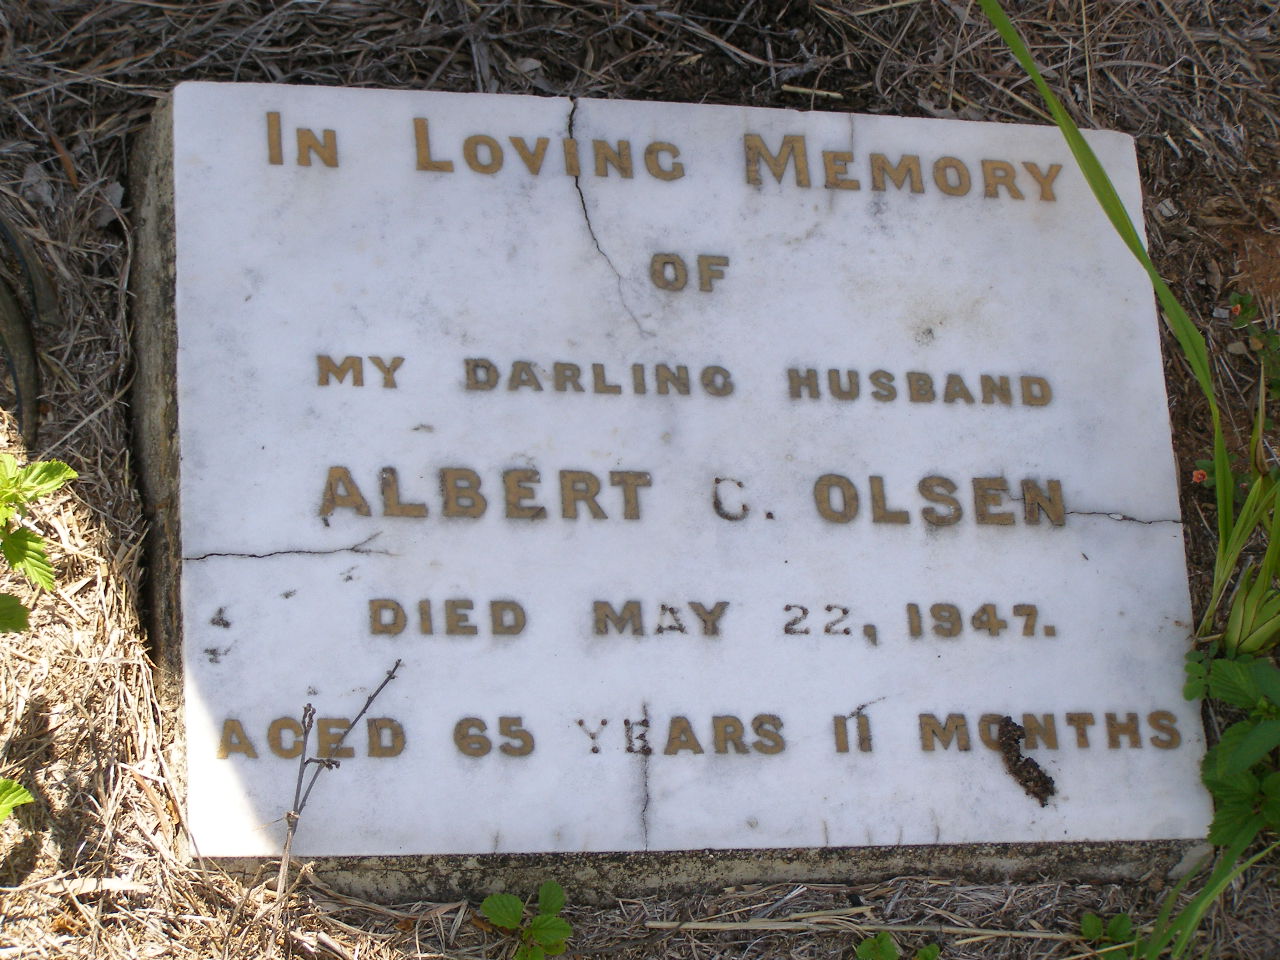 IN LOVING MEMORY
OF
MY DARLING HUSBAND
ALBERT C. OLSEN
DIED MAY 22, 1947.
AGED 65 YEARS 11 MONTHS